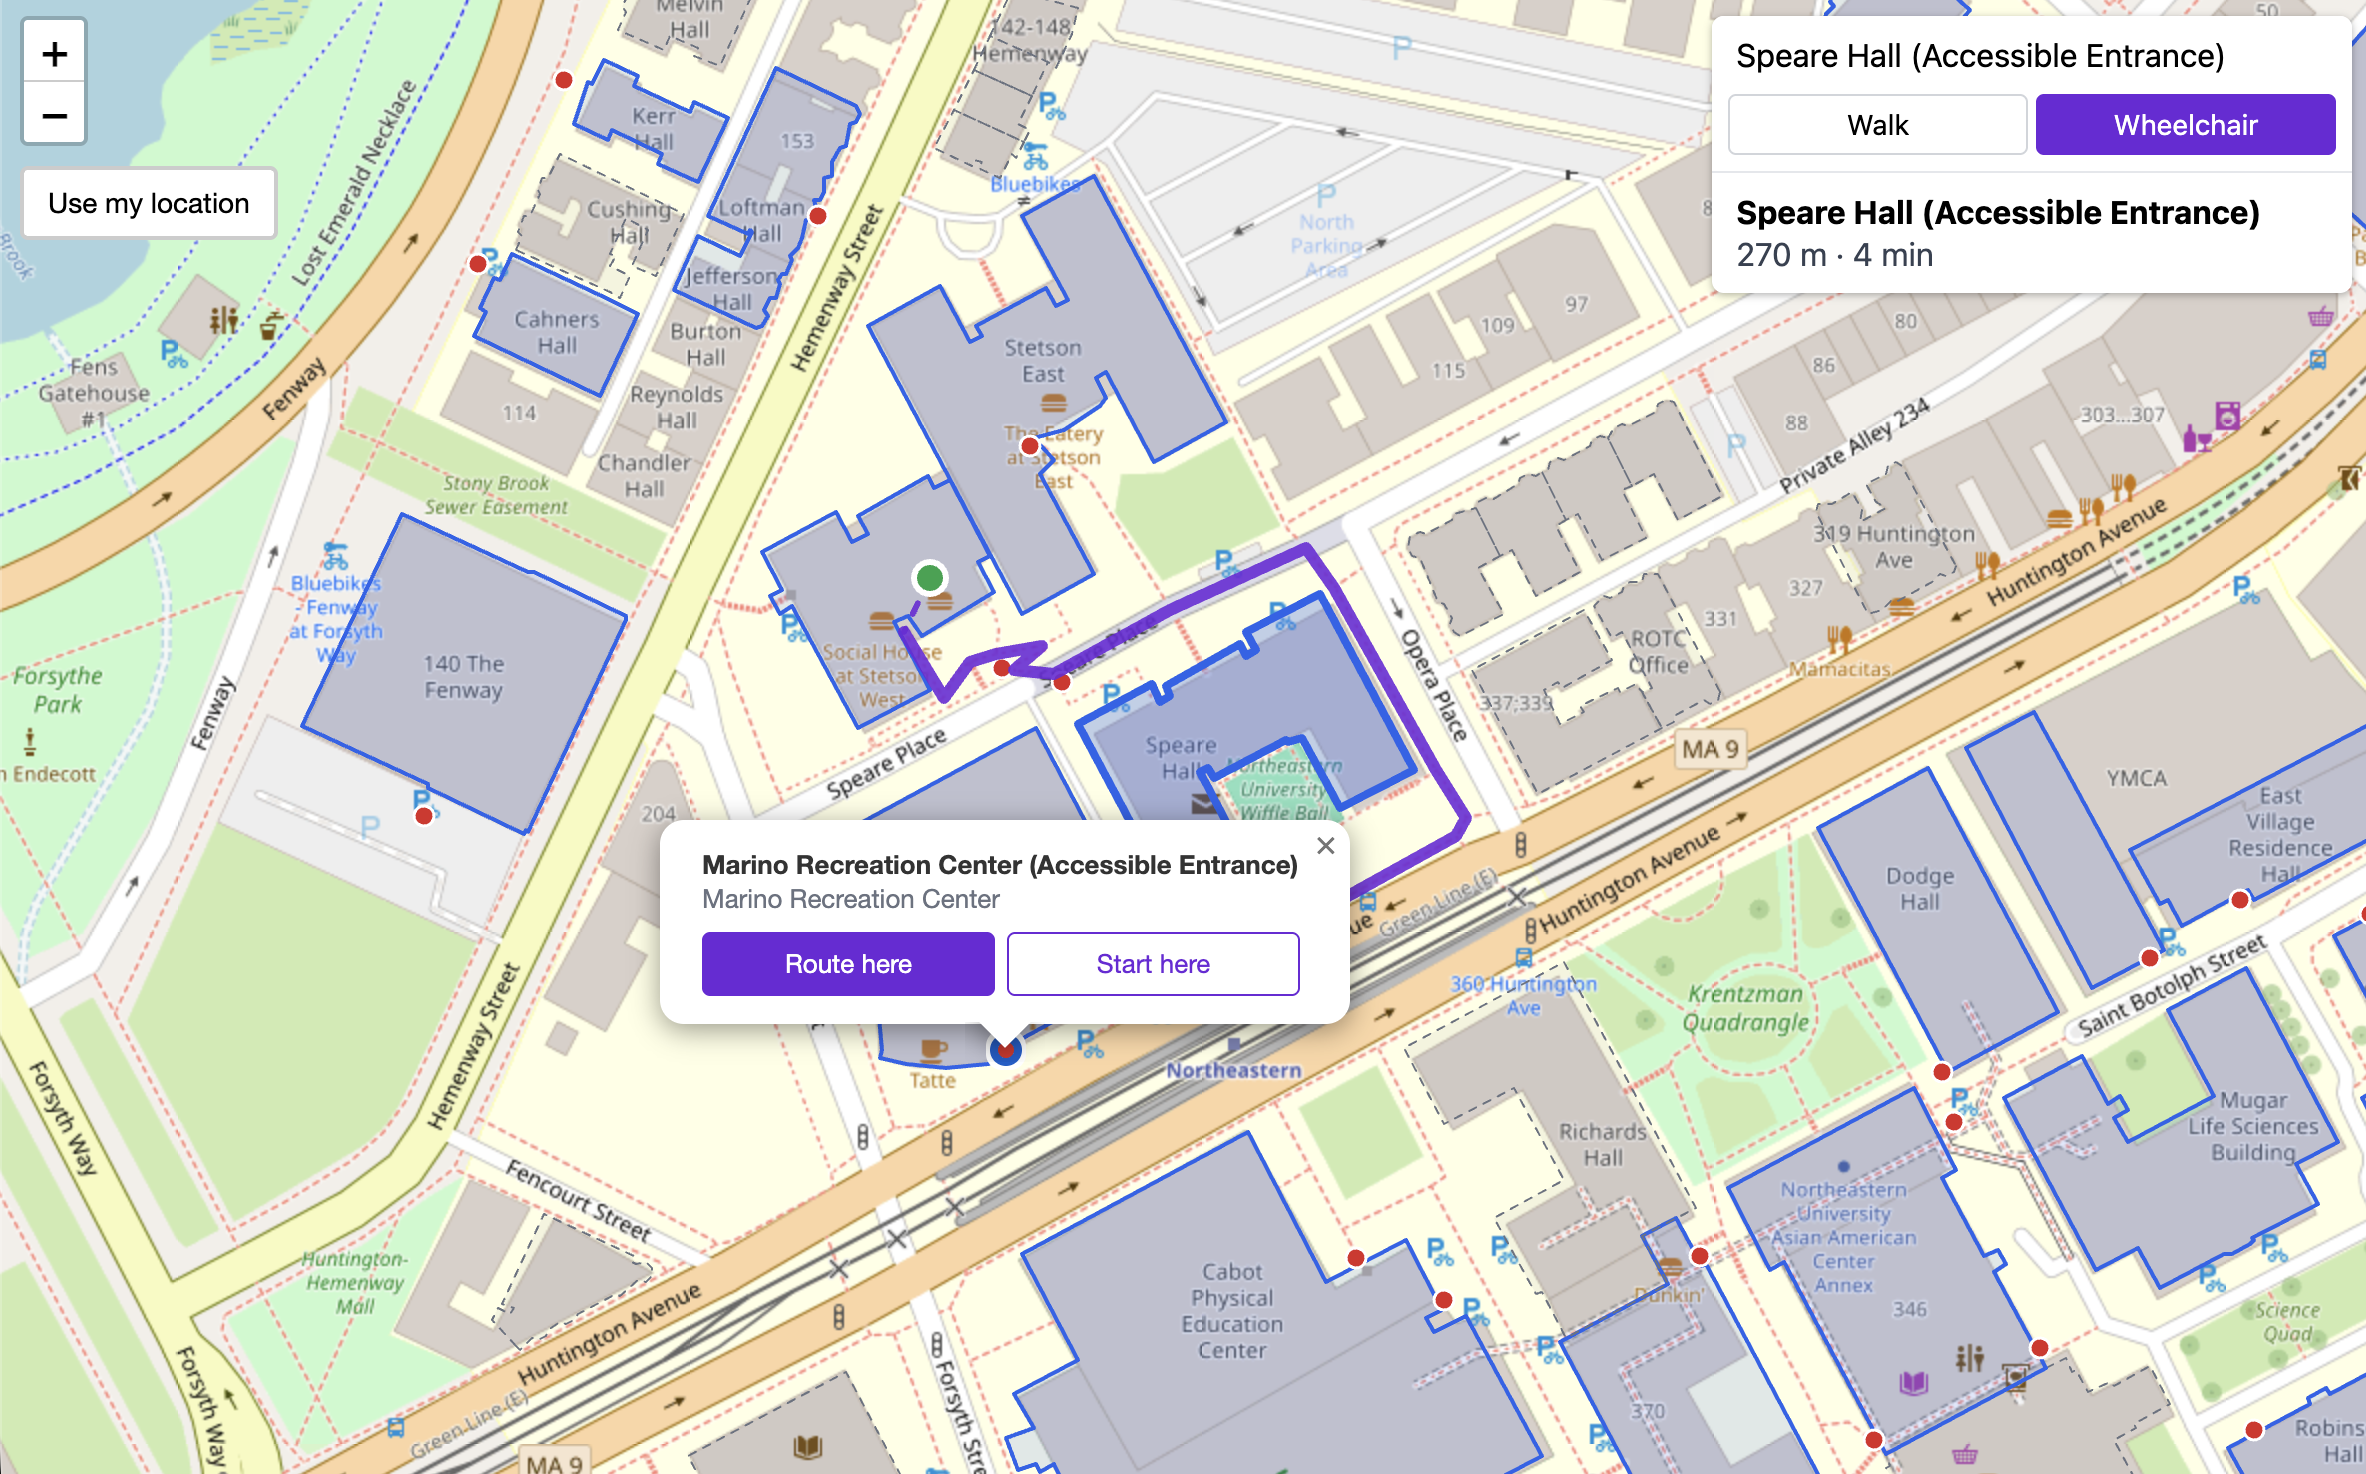 +
−
Use my location
Speare Hall (Accessible Entrance)
Walk
Wheelchair
Speare Hall (Accessible Entrance)
270 m · 4 min
Melvin
Hall
142-148
Hemenway
50
Kerr
Hall
153
Loftman
Hall
Cushing
Hall
Jefferson
Hall
Burton
Hall
Reynolds
Hall
Chandler
Hall
Cahners
Hall
114
Bluebikes
North
Parking
Area
97
109
115
80
86
88
303...307
Lost Emerald Necklace
Brook
Fens
Gatehouse
#1
Fenway
Hemenway Street
Stony Brook
Sewer Easement
Stetson
East
The Eatery
at Stetson
East
Private Alley 234
319 Huntington
Ave
327
331
ROTC
Office
337;339
Mamacitas
Huntington Avenue
Bluebikes
- Fenway
at Forsyth
Way
140 The
Fenway
Forsythe
Park
Endecott
Fenway
Social House
at Stetson
West
Speare Place
Speare Place
Opera Place
Speare
Hall
Northeastern
University
Wiffle Ball
204
MA 9
YMCA
East
Village
Residence
Hall
Dodge
Hall
Marino Recreation Center (Accessible Entrance)
Marino Recreation Center
Route here
Start here
×
Green Line (E)
Huntington Avenue
360 Huntington
Ave
Krentzman
Quadrangle
Saint Botolph Street
Tatte
Northeastern
Hemenway Street
Forsyth Way
Fencourt Street
Richards
Hall
Mugar
Life Sciences
Building
Northeastern
University
Asian American
Center
Annex
346
Dunkin'
Huntington-
Hemenway
Mall
Huntington Avenue
Cabot
Physical
Education
Center
Science
Quad
Green Line (E)
MA 9
370
Forsyth Way
Hall